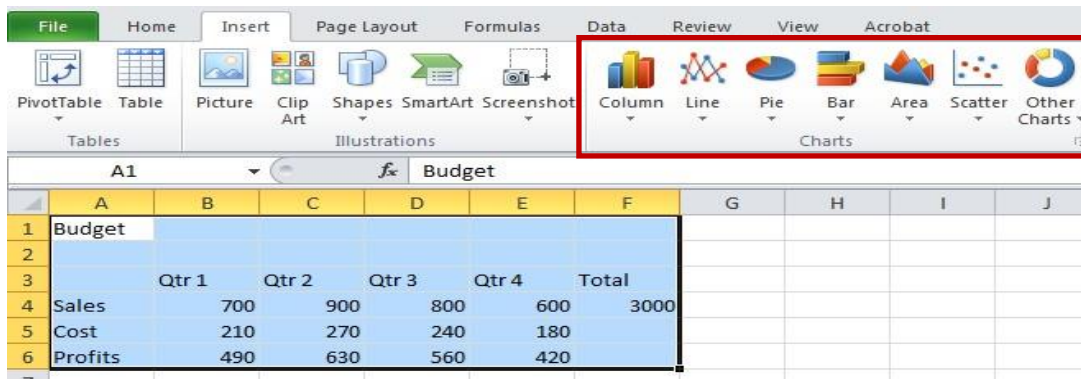 File Home Insert Page Layout Formulas Data Review View Acrobat
PivotTable Table Picture Clip Art Shapes SmartArt Screenshot Column Line Pie Bar Area Scatter Other Charts
Tables Illustrations Charts
A1 fx Budget
A B C D E F G H I J
1 Budget
2
3 Qtr 1 Qtr 2 Qtr 3 Qtr 4 Total
4 Sales 700 900 800 600 3000
5 Cost 210 270 240 180
6 Profits 490 630 560 420